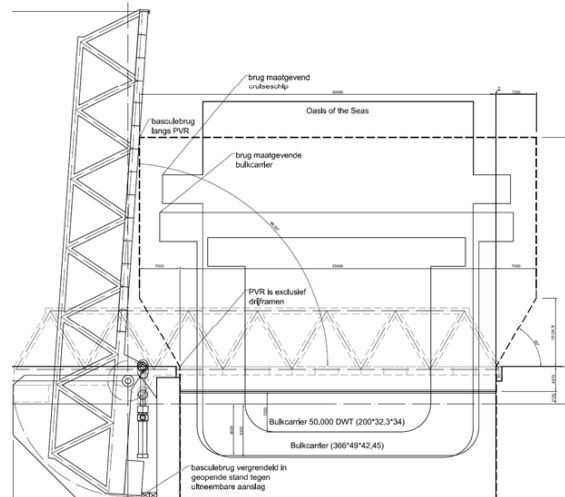 brug maatgevend
cruiseschip
Oasis of the Seas
basculebrug
langs PVR
brug maatgevende
bulkcarrier
PVR is exclusief
drijframen
Bulkcarrier 50.000 DWT (200*32,3*34)
Bulkcarrier (366*49*42,45)
basculebrug vergrendeld in
geopende stand tegen
uitneembare aanslag